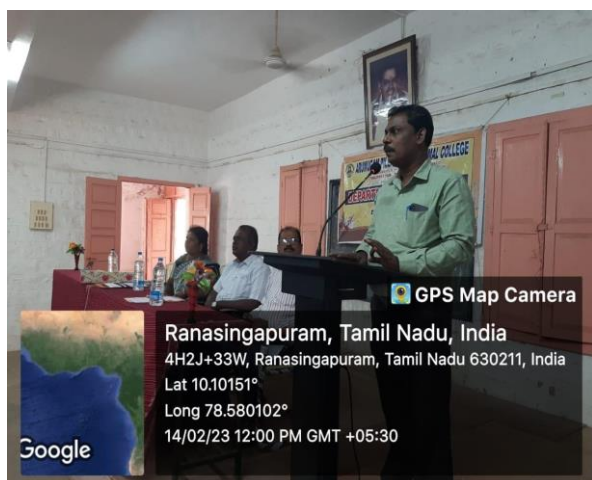 COLLEGE
GPS Map Camera
Ranasingapuram, Tamil Nadu, India
4H2J+33W, Ranasingapuram, Tamil Nadu 630211, India
Lat 10.10151°
Long 78.580102°
14/02/23 12:00 PM GMT +05:30
Google